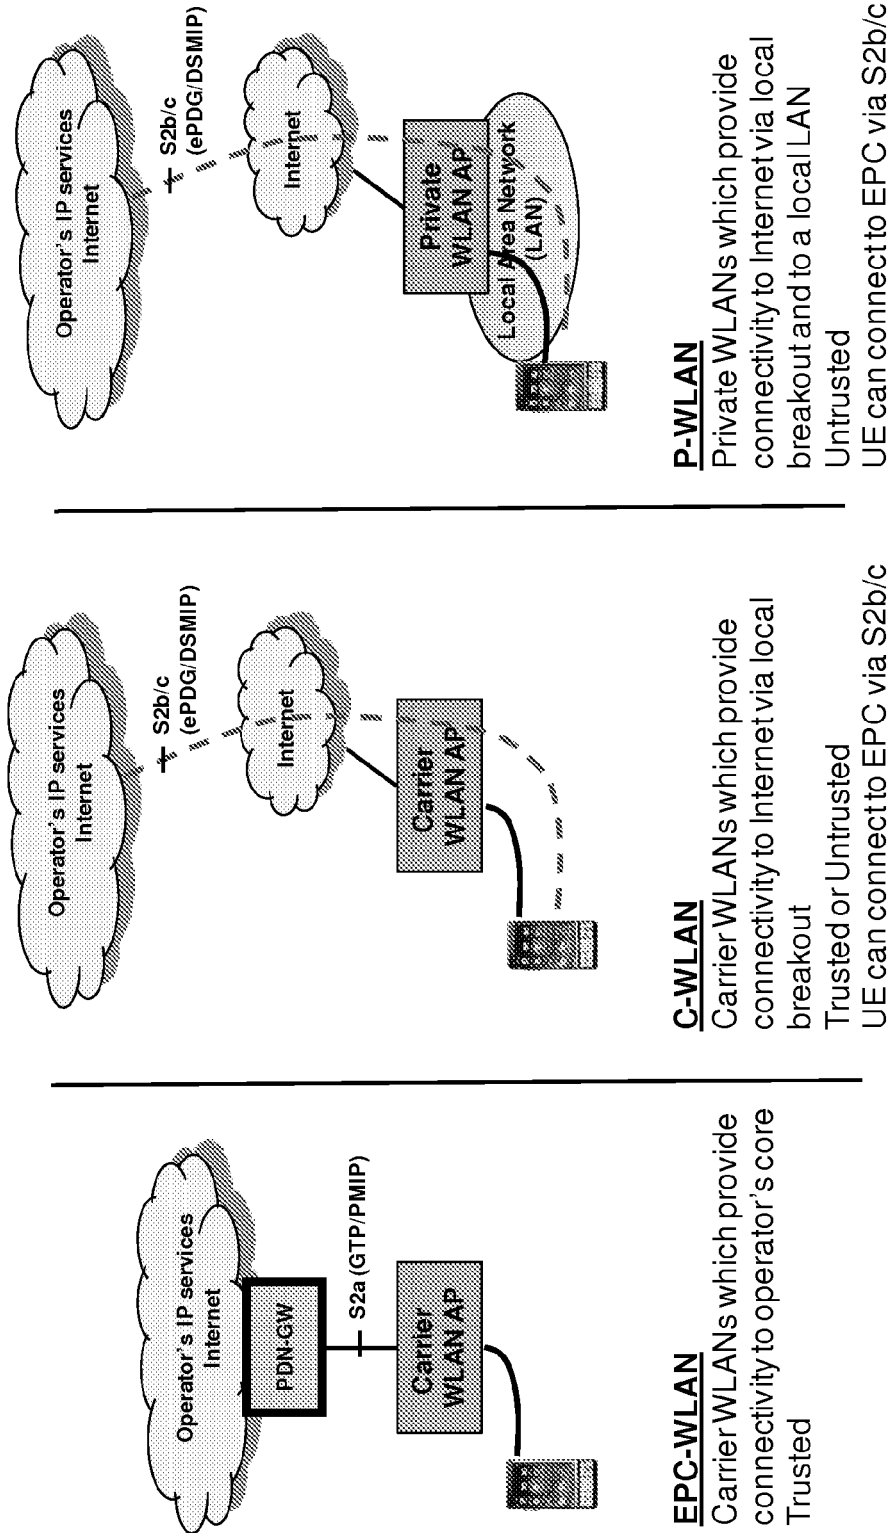 Operator's IP services
Internet
PDN-GW
S2a (GTP/PMIP)
Carrier
WLAN AP
EPC-WLAN
Carrier WLANs which provide
connectivity to operator's core
Trusted
Operator's IP services
Internet
S2b/c
(ePDG/DSMIP)
Internet
Carrier
WLAN AP
C-WLAN
Carrier WLANs which provide
connectivity to Internet via local
breakout
Trusted or Untrusted
UE can connect to EPC via S2b/c
Operator's IP services
Internet
S2b/c
(ePDG/DSMIP)
Internet
Private
WLAN AP
Local Area Network
(LAN)
P-WLAN
Private WLANs which provide
connectivity to Internet via local
breakout and to a local LAN
Untrusted
UE can connect to EPC via S2b/c